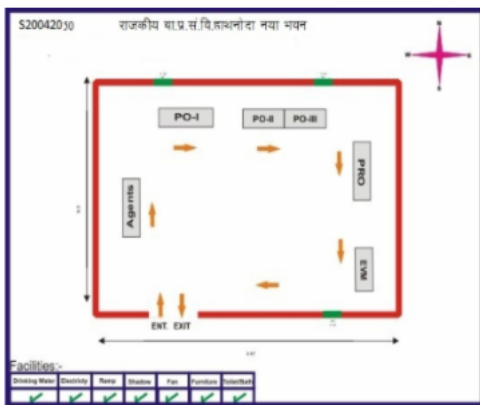 S20042050 राजकीय बा.प्र.सं.वि.हाथनोदा नया भवन
PO-I PO-II PO-III
PRO
Agents
EVM
ENT. EXIT
Facilities:-
Drinking Water Electricity Ramp Shadow Fan Furniture Toilet/Bath